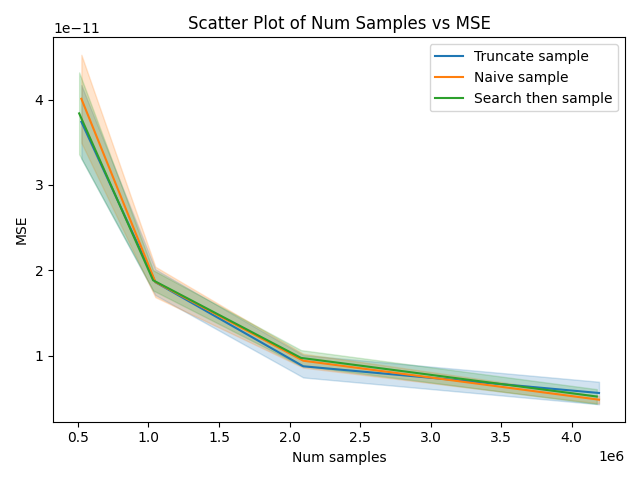 Scatter Plot of Num Samples vs MSE
1e−11
Truncate sample
Naive sample
Search then sample
4
3
2
1
MSE
0.5 1.0 1.5 2.0 2.5 3.0 3.5 4.0
1e6
Num samples